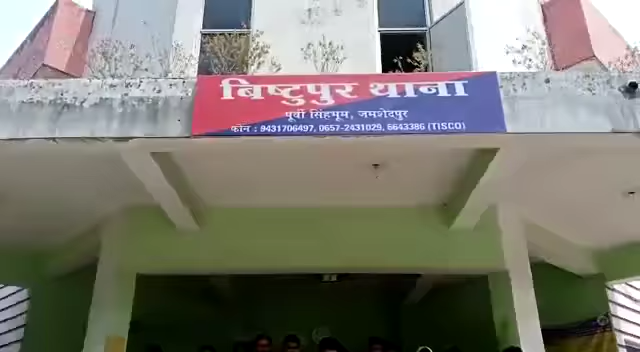 बिष्टुपुर थाना
पूर्वी सिंहभूम, जमशेदपुर
फोन : 9431706497, 0657-2431029, 6643386 (TISCO)